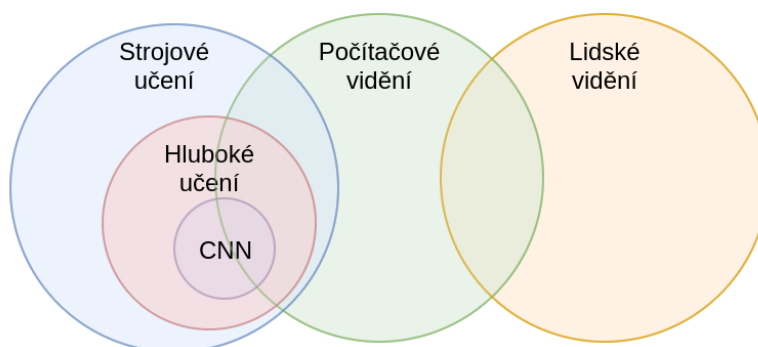 Strojové
učení
Počítačové
vidění
Lidské
vidění
Hluboké
učení
CNN